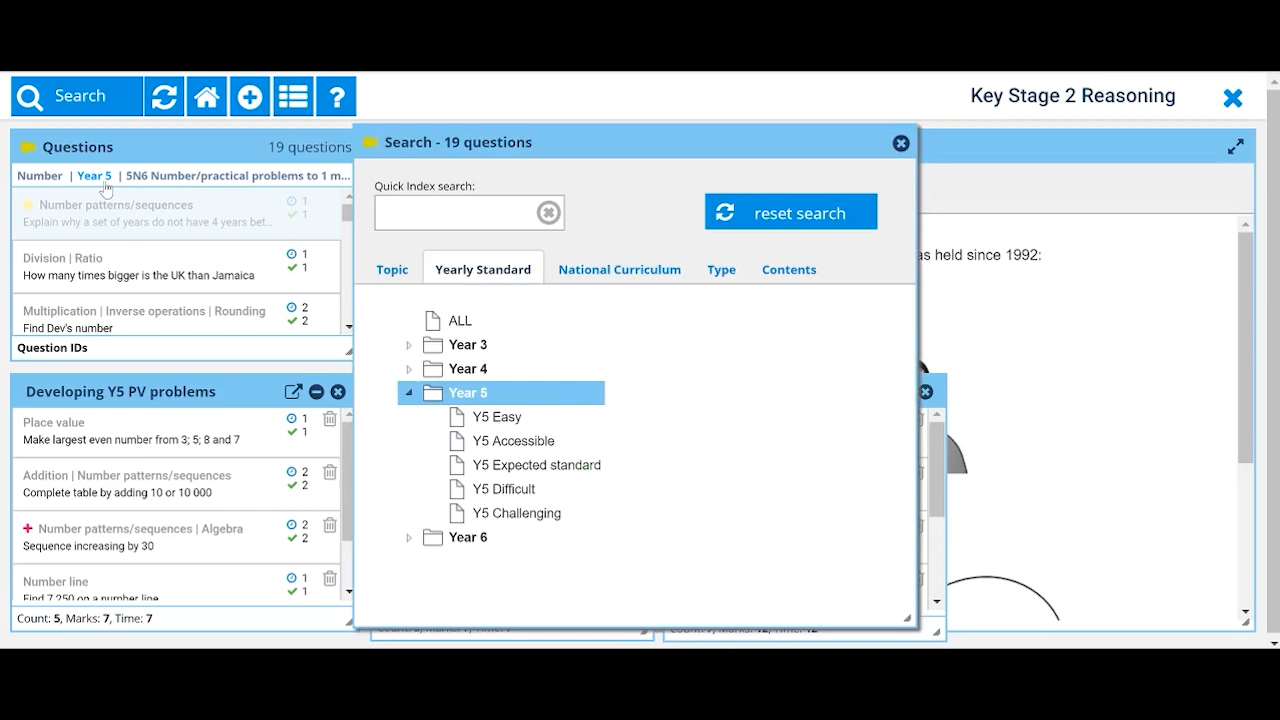 Search
?
Key Stage 2 Reasoning
Questions 19 questions
Number | Year 5 | 5N6 Number/practical problems to 1 m...
Number patterns/sequences 1
Explain why a set of years do not have 4 years bet... 1
Division | Ratio 1
How many times bigger is the UK than Jamaica 1
Multiplication | Inverse operations | Rounding 2
Find Dev's number 2
Question IDs
Developing Y5 PV problems
Place value 1
Make largest even number from 3; 5; 8 and 7 1
Addition | Number patterns/sequences 2
Complete table by adding 10 or 10 000 2
Number patterns/sequences | Algebra 2
Sequence increasing by 30 2
Number line 1
Find 7 250 on a number line 1
Count: 5, Marks: 7, Time: 7
Search - 19 questions
Quick Index search:
reset search
Topic Yearly Standard National Curriculum Type Contents
ALL
Year 3
Year 4
Year 5
Y5 Easy
Y5 Accessible
Y5 Expected standard
Y5 Difficult
Y5 Challenging
Year 6
as held since 1992: